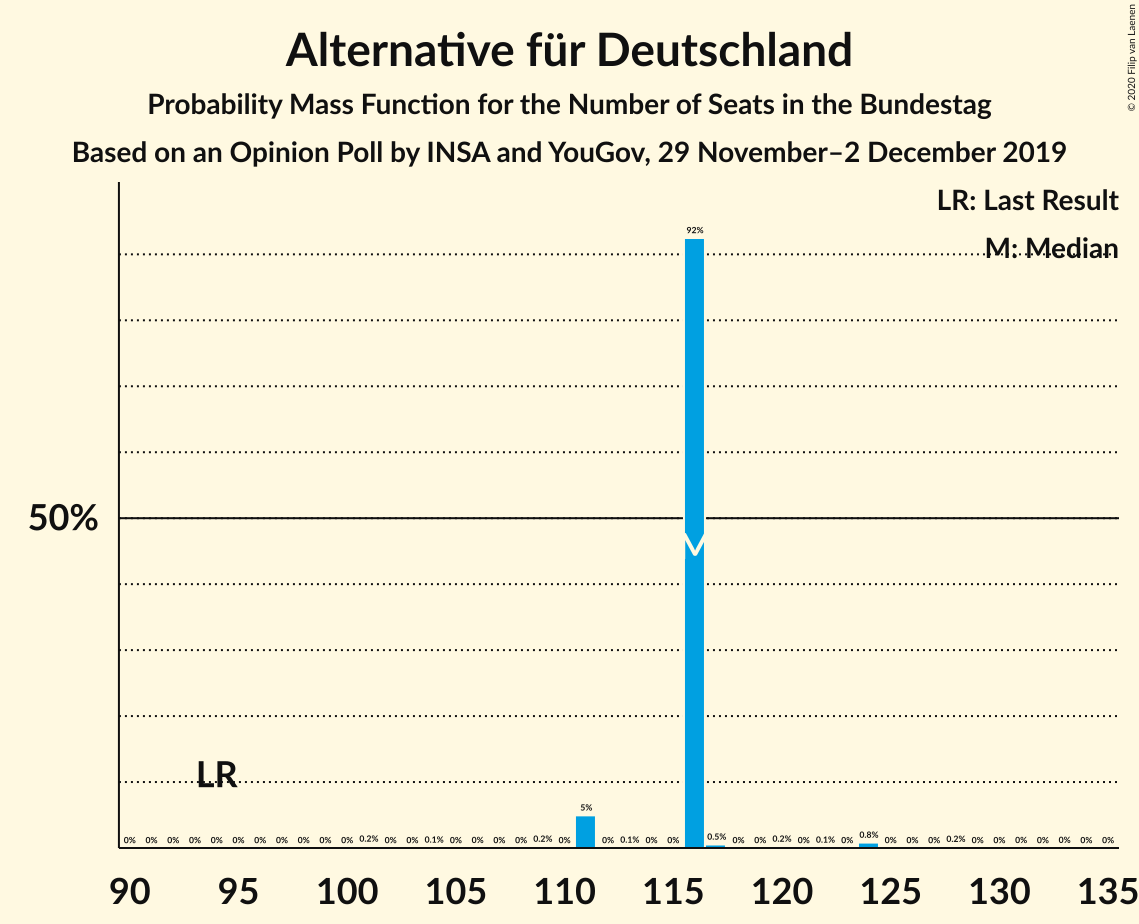 Alternative für Deutschland
Probability Mass Function for the Number of Seats in the Bundestag
Based on an Opinion Poll by INSA and YouGov, 29 November–2 December 2019
© 2020 Filip van Laenen
LR: Last Result
M: Median
92%
50%
LR
5%
0% 0% 0% 0% 0% 0% 0% 0% 0% 0% 0% 0.2% 0% 0% 0.1% 0% 0% 0% 0% 0.2% 0% 0% 0.1% 0% 0% 0.5% 0% 0% 0.2% 0% 0.1% 0% 0.8% 0% 0% 0% 0.2% 0% 0% 0% 0% 0% 0% 0%
90 95 100 105 110 115 120 125 130 135